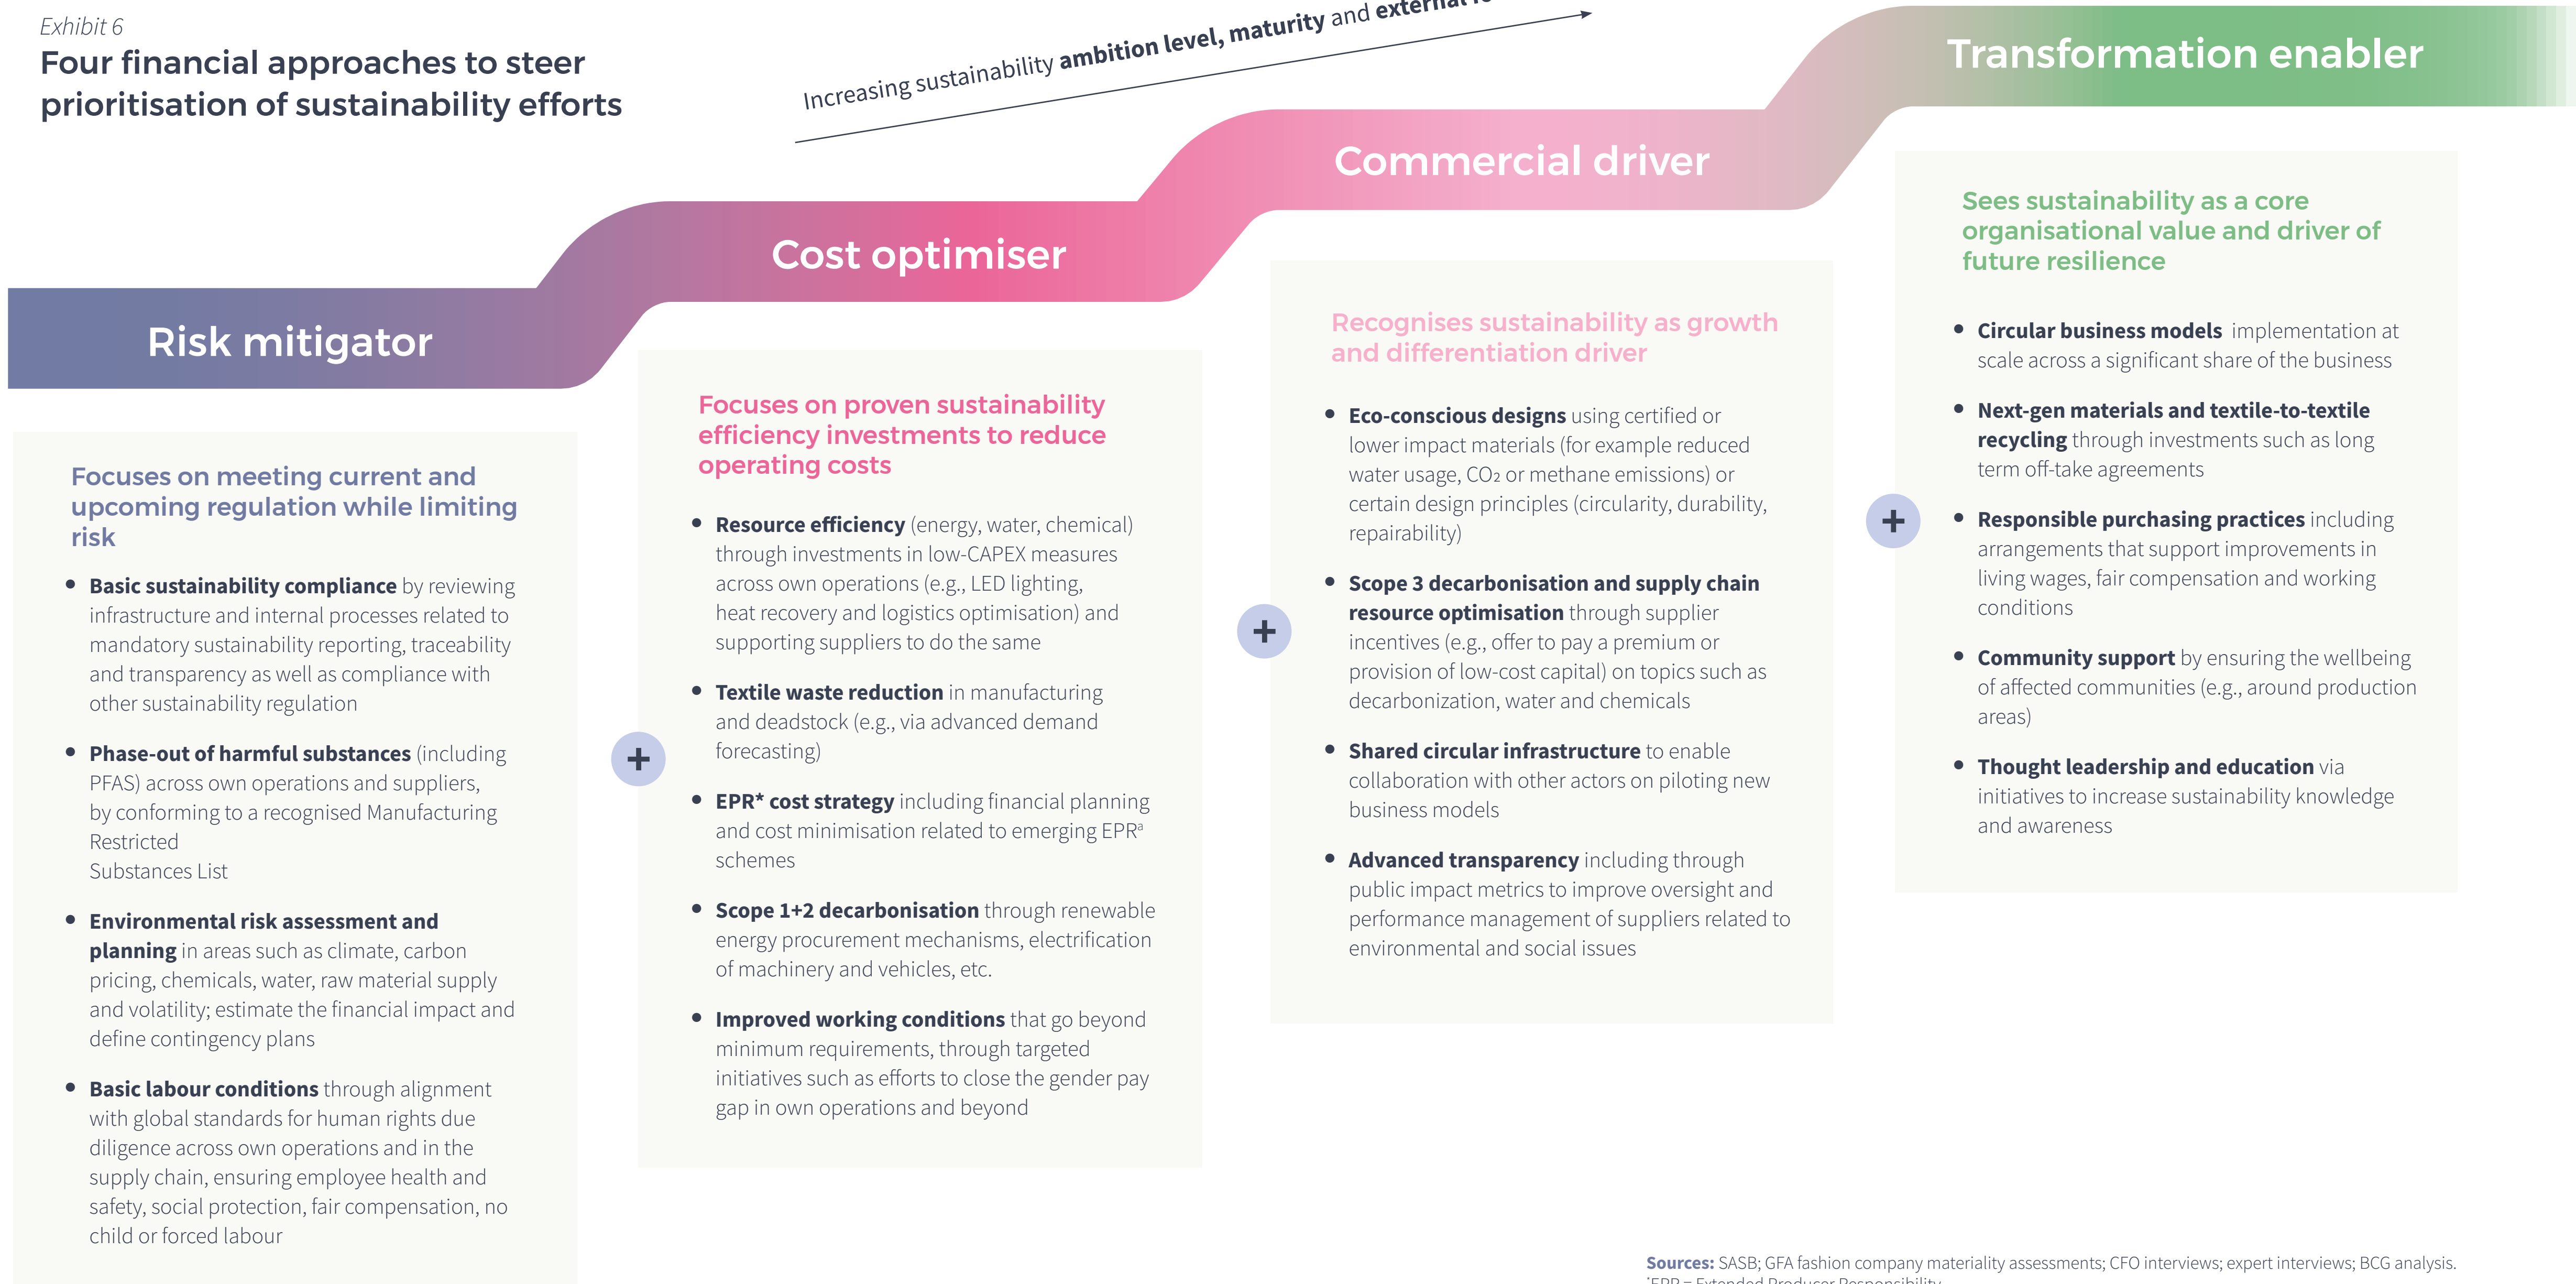 Exhibit 6
Four financial approaches to steer
prioritisation of sustainability efforts
Increasing sustainability ambition level, maturity and external
Transformation enabler
Commercial driver
Cost optimiser
Risk mitigator
Focuses on meeting current and
upcoming regulation while limiting
risk
• Basic sustainability compliance by reviewing
infrastructure and internal processes related to
mandatory sustainability reporting, traceability
and transparency as well as compliance with
other sustainability regulation
• Phase-out of harmful substances (including
PFAS) across own operations and suppliers,
by conforming to a recognised Manufacturing
Restricted
Substances List
• Environmental risk assessment and
planning in areas such as climate, carbon
pricing, chemicals, water, raw material supply
and volatility; estimate the financial impact and
define contingency plans
• Basic labour conditions through alignment
with global standards for human rights due
diligence across own operations and in the
supply chain, ensuring employee health and
safety, social protection, fair compensation, no
child or forced labour
+
Focuses on proven sustainability
efficiency investments to reduce
operating costs
• Resource efficiency (energy, water, chemical)
through investments in low-CAPEX measures
across own operations (e.g., LED lighting,
heat recovery and logistics optimisation) and
supporting suppliers to do the same
• Textile waste reduction in manufacturing
and deadstock (e.g., via advanced demand
forecasting)
• EPR* cost strategy including financial planning
and cost minimisation related to emerging EPRᵃ
schemes
• Scope 1+2 decarbonisation through renewable
energy procurement mechanisms, electrification
of machinery and vehicles, etc.
• Improved working conditions that go beyond
minimum requirements, through targeted
initiatives such as efforts to close the gender pay
gap in own operations and beyond
+
Recognises sustainability as growth
and differentiation driver
• Eco-conscious designs using certified or
lower impact materials (for example reduced
water usage, CO₂ or methane emissions) or
certain design principles (circularity, durability,
repairability)
• Scope 3 decarbonisation and supply chain
resource optimisation through supplier
incentives (e.g., offer to pay a premium or
provision of low-cost capital) on topics such as
decarbonization, water and chemicals
• Shared circular infrastructure to enable
collaboration with other actors on piloting new
business models
• Advanced transparency including through
public impact metrics to improve oversight and
performance management of suppliers related to
environmental and social issues
+
Sees sustainability as a core
organisational value and driver of
future resilience
• Circular business models implementation at
scale across a significant share of the business
• Next-gen materials and textile-to-textile
recycling through investments such as long
term off-take agreements
• Responsible purchasing practices including
arrangements that support improvements in
living wages, fair compensation and working
conditions
• Community support by ensuring the wellbeing
of affected communities (e.g., around production
areas)
• Thought leadership and education via
initiatives to increase sustainability knowledge
and awareness
Sources: SASB; GFA fashion company materiality assessments; CFO interviews; expert interviews; BCG analysis.
*EPR = Extended Producer Responsibility